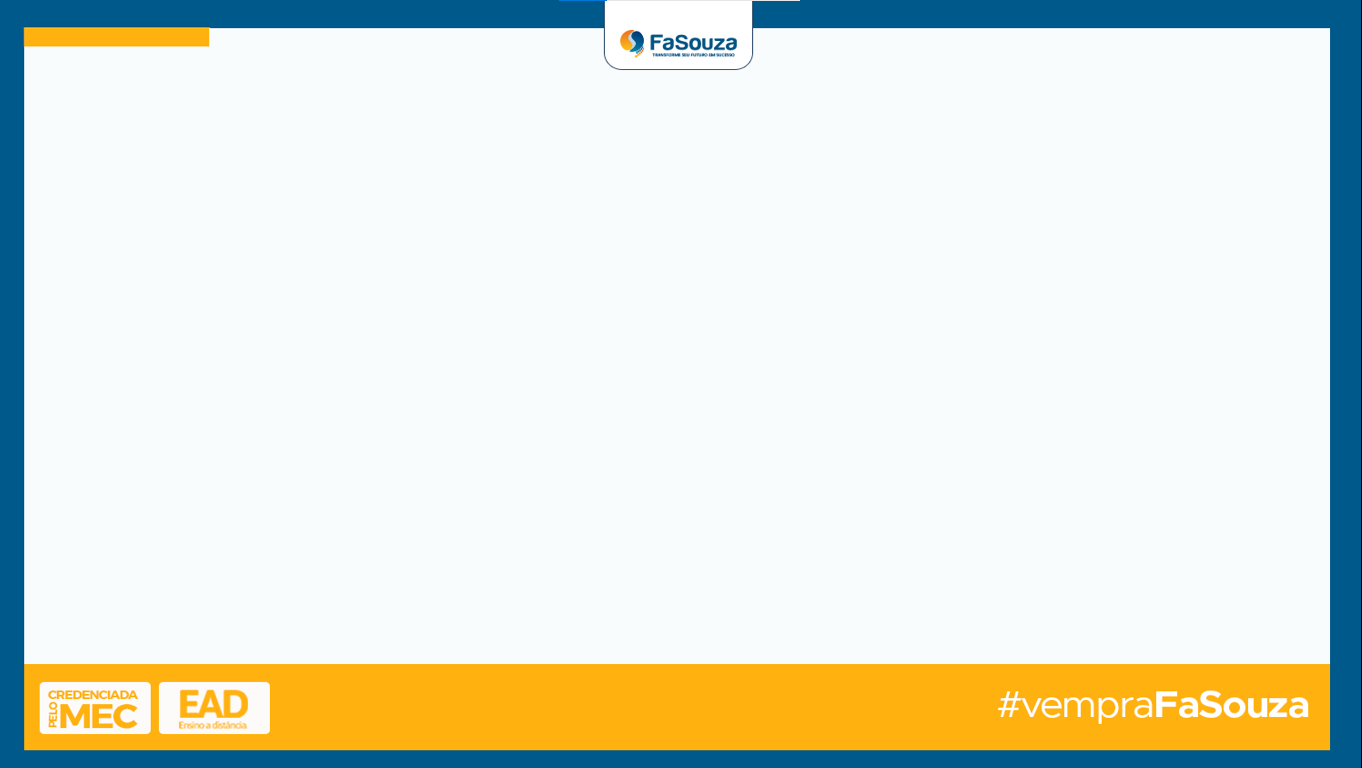 FaSouza
TRANSFORME SEU FUTURO EM SUCESSO
CREDENCIADA
PELO
MEC
EAD
Ensino a distância.
#vempraFaSouza